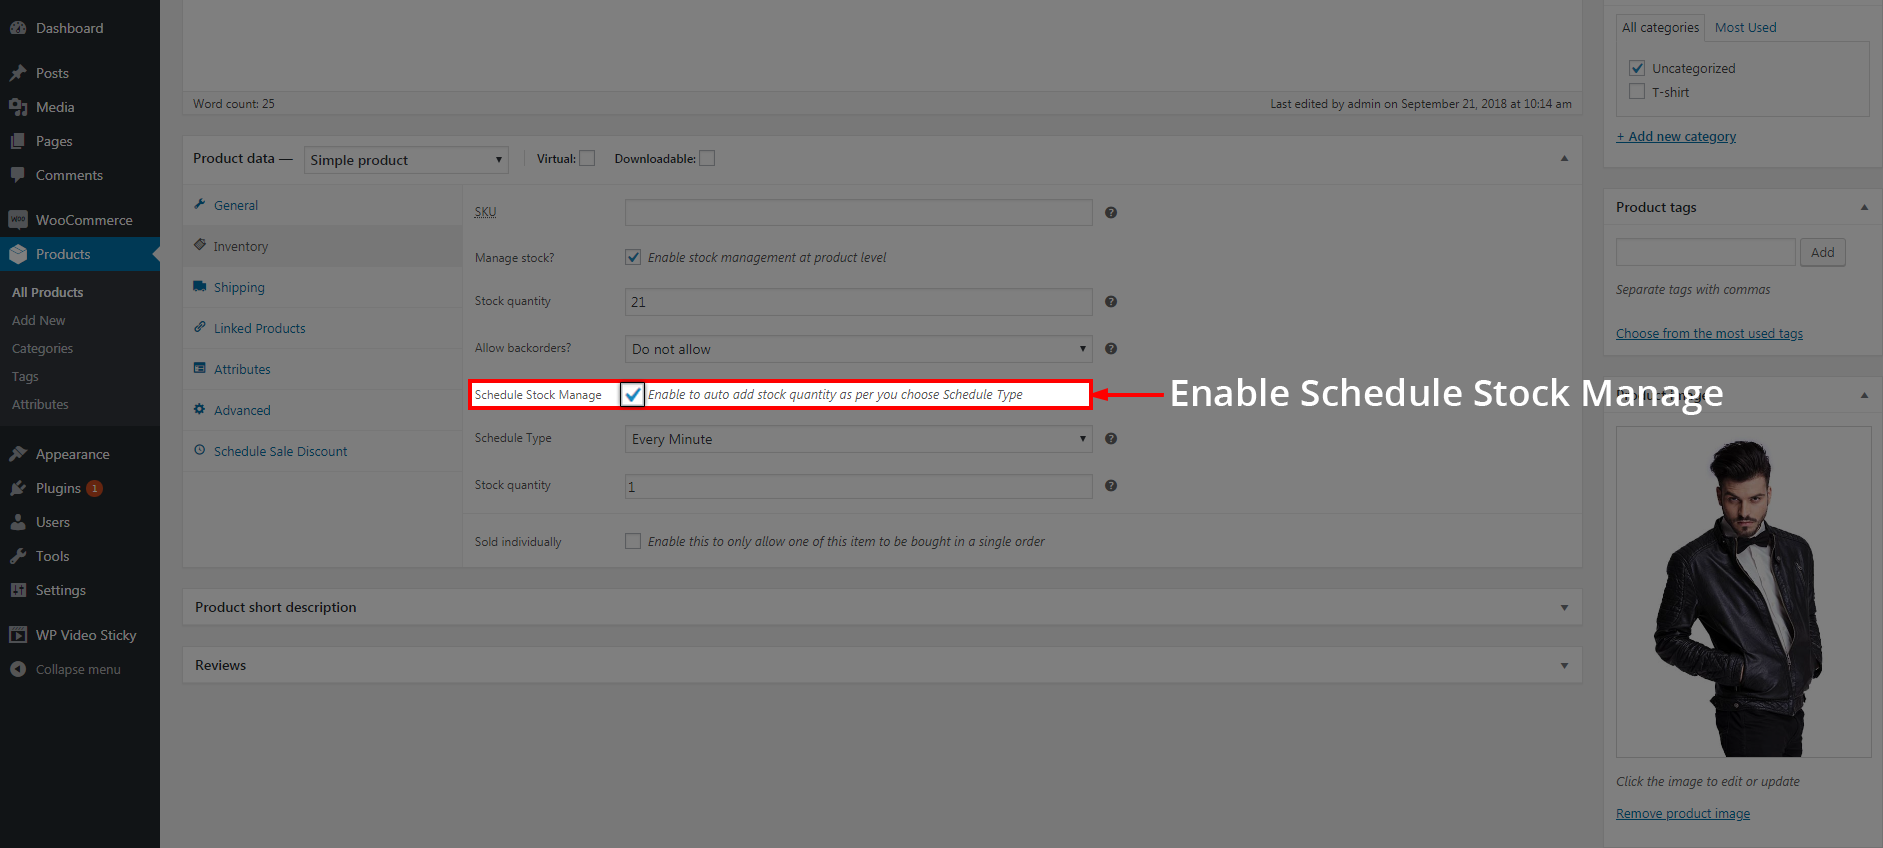 Dashboard
Posts
Media
Pages
Comments
WooCommerce
Products
All Products
Add New
Categories
Tags
Attributes
Appearance
Plugins 1
Users
Tools
Settings
WP Video Sticky
Collapse menu
Word count: 25
Last edited by admin on September 21, 2018 at 10:14 am
Product data — Simple product Virtual: Downloadable:
General
Inventory
Shipping
Linked Products
Attributes
Advanced
Schedule Sale Discount
SKU
Manage stock? Enable stock management at product level
Stock quantity 21
Allow backorders? Do not allow
Schedule Stock Manage Enable to auto add stock quantity as per you choose Schedule Type
Enable Schedule Stock Manage
Schedule Type Every Minute
Stock quantity 1
Sold individually Enable this to only allow one of this item to be bought in a single order
Product short description
Reviews
All categories Most Used
Uncategorized
T-shirt
+ Add new category
Product tags
Add
Separate tags with commas
Choose from the most used tags
Product image
Click the image to edit or update
Remove product image